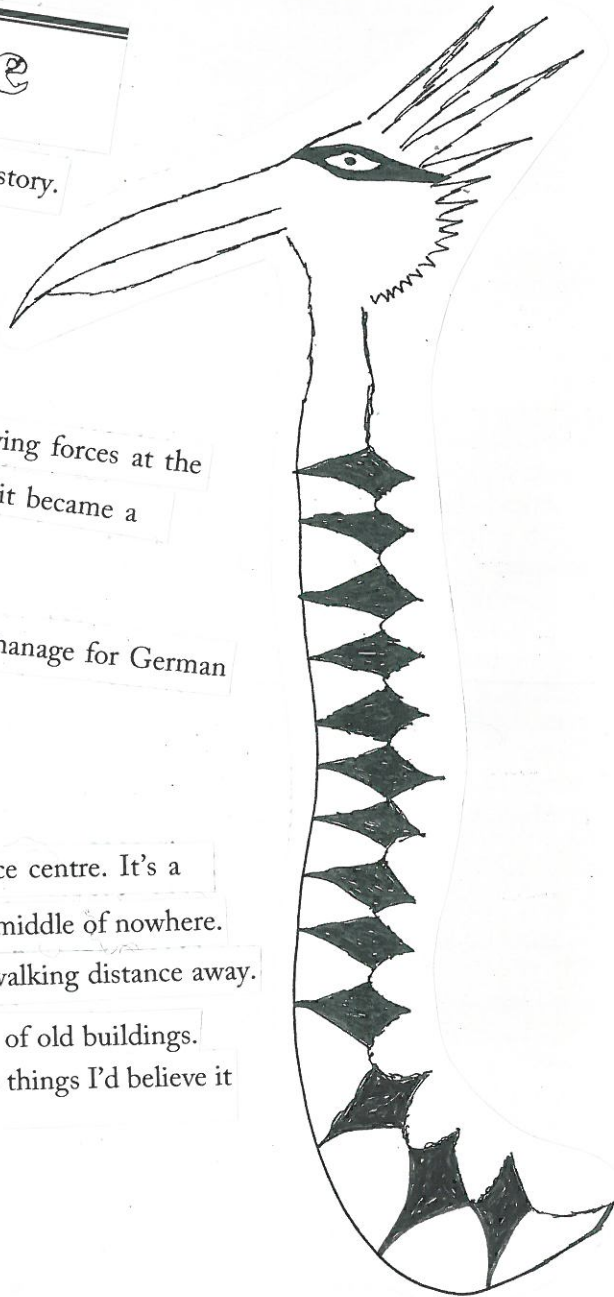 e
story.
ing forces at the
it became a
manage for German
ce centre. It's a
middle of nowhere.
walking distance away.
of old buildings.
things I'd believe it